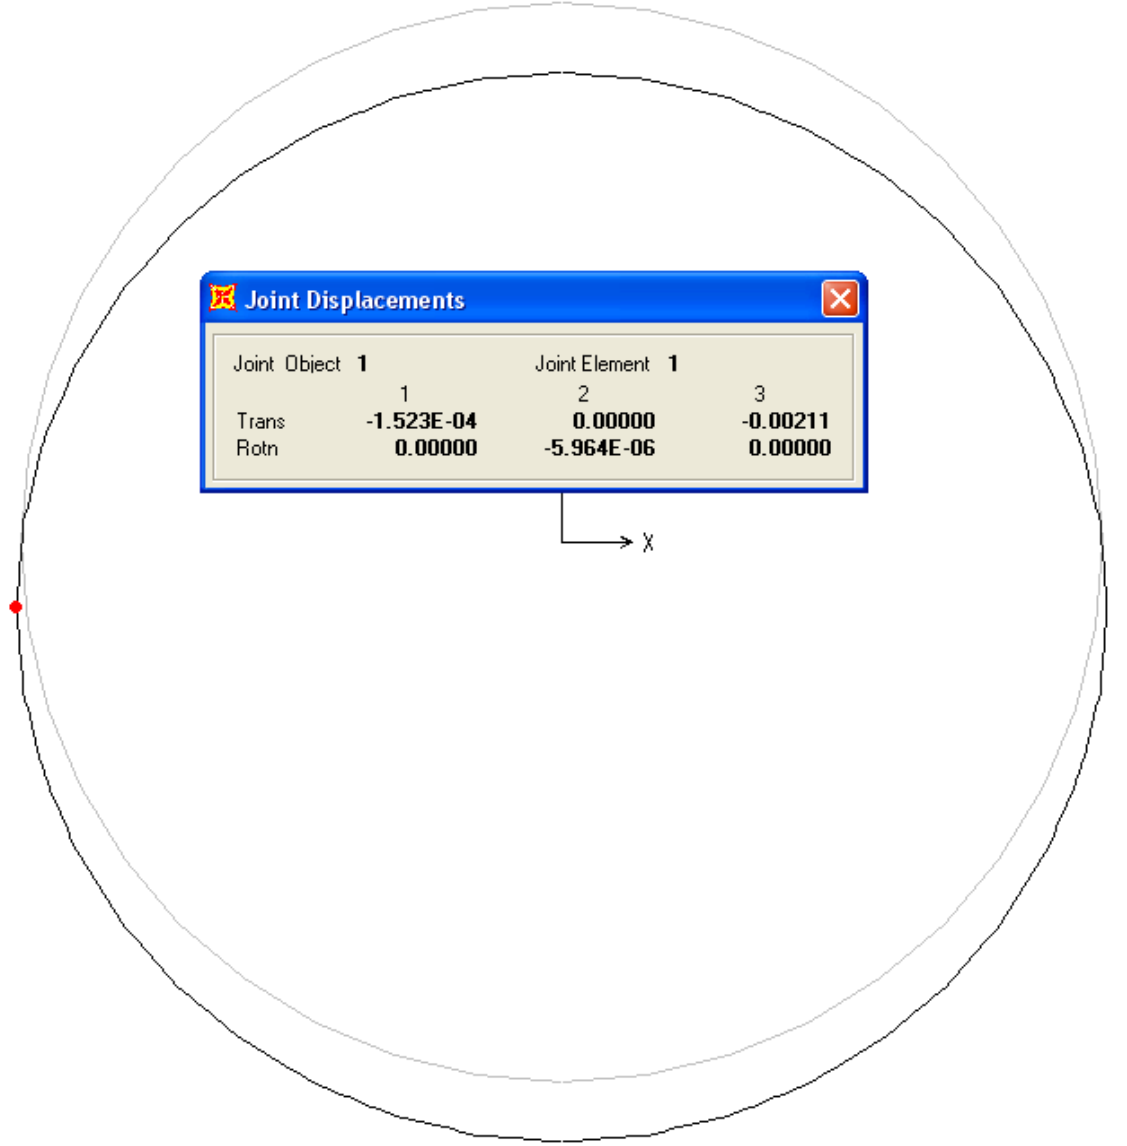 Joint Displacements
Joint Object 1 Joint Element 1
1 2 3
Trans -1.523E-04 0.00000 -0.00211
Rotn 0.00000 -5.964E-06 0.00000
X